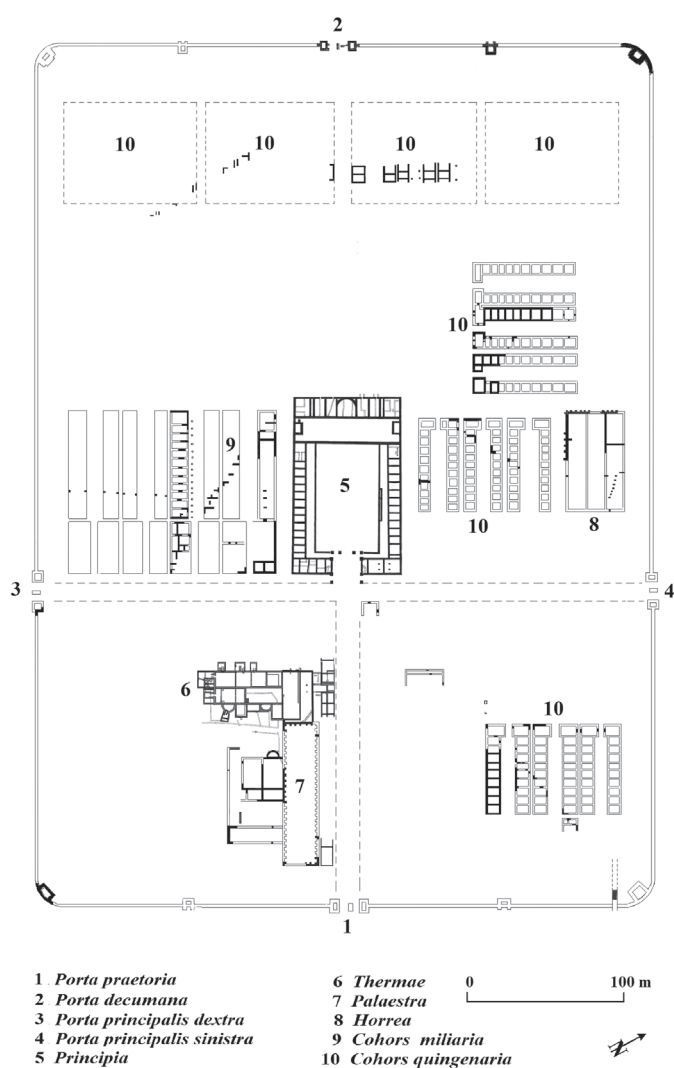 2
10 10 10 10
10
9
5
10 8
3
4
6
10
7
1
1 Porta praetoria
2 Porta decumana
3 Porta principalis dextra
4 Porta principalis sinistra
5 Principia
6 Thermae
7 Palaestra
8 Horrea
9 Cohors miliaria
10 Cohors quingenaria
0 100 m
N